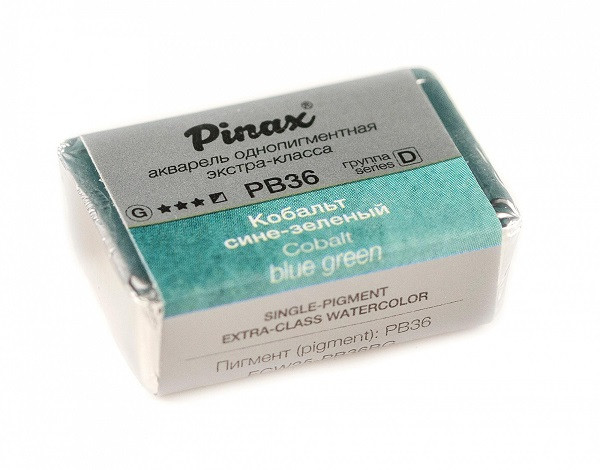 Pinax®
акварель однопигментная
экстра-класса
G ★★★ PB36 группа series D
Кобальт
сине-зеленый
Cobalt
blue green
SINGLE-PIGMENT
EXTRA-CLASS WATERCOLOR
Пигмент (pigment): PB36